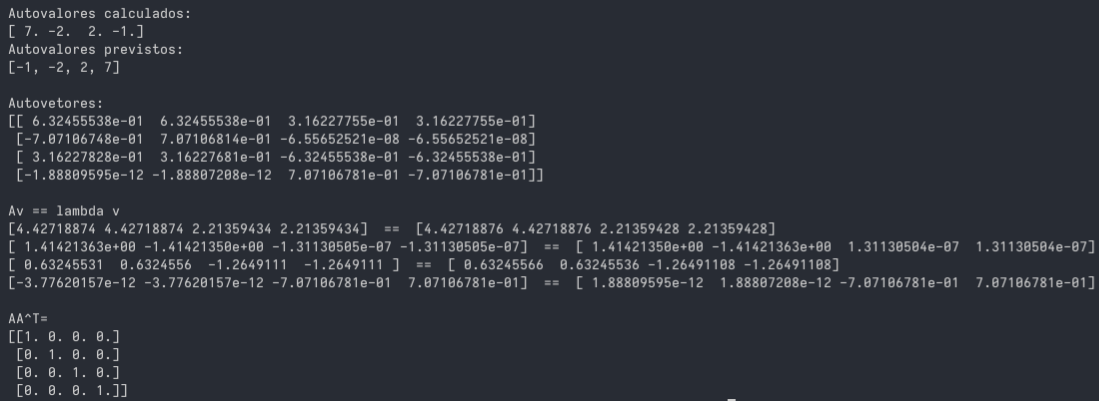 Autovalores calculados:
[ 7. -2.  2. -1.]
Autovalores previstos:
[-1, -2, 2, 7]

Autovetores:
[[ 6.32455538e-01  6.32455538e-01  3.16227755e-01  3.16227755e-01]
 [-7.07106748e-01  7.07106814e-01 -6.55652521e-08 -6.55652521e-08]
 [ 3.16227828e-01  3.16227681e-01 -6.32455538e-01 -6.32455538e-01]
 [-1.88809595e-12 -1.88807208e-12  7.07106781e-01 -7.07106781e-01]]

Av == lambda v
[4.42718874 4.42718874 2.21359434 2.21359434]  ==  [4.42718876 4.42718876 2.21359428 2.21359428]
[ 1.41421363e+00 -1.41421350e+00 -1.31130505e-07 -1.31130505e-07]  ==  [ 1.41421350e+00 -1.41421363e+00  1.31130504e-07  1.31130504e-07]
[ 0.63245531  0.6324556  -1.2649111  -1.2649111 ]  ==  [ 0.63245566  0.63245536 -1.26491108 -1.26491108]
[-3.77620157e-12 -3.77620157e-12 -7.07106781e-01  7.07106781e-01]  ==  [ 1.88809595e-12  1.88807208e-12 -7.07106781e-01  7.07106781e-01]

AA^T=
[[1. 0. 0. 0.]
 [0. 1. 0. 0.]
 [0. 0. 1. 0.]
 [0. 0. 0. 1.]]